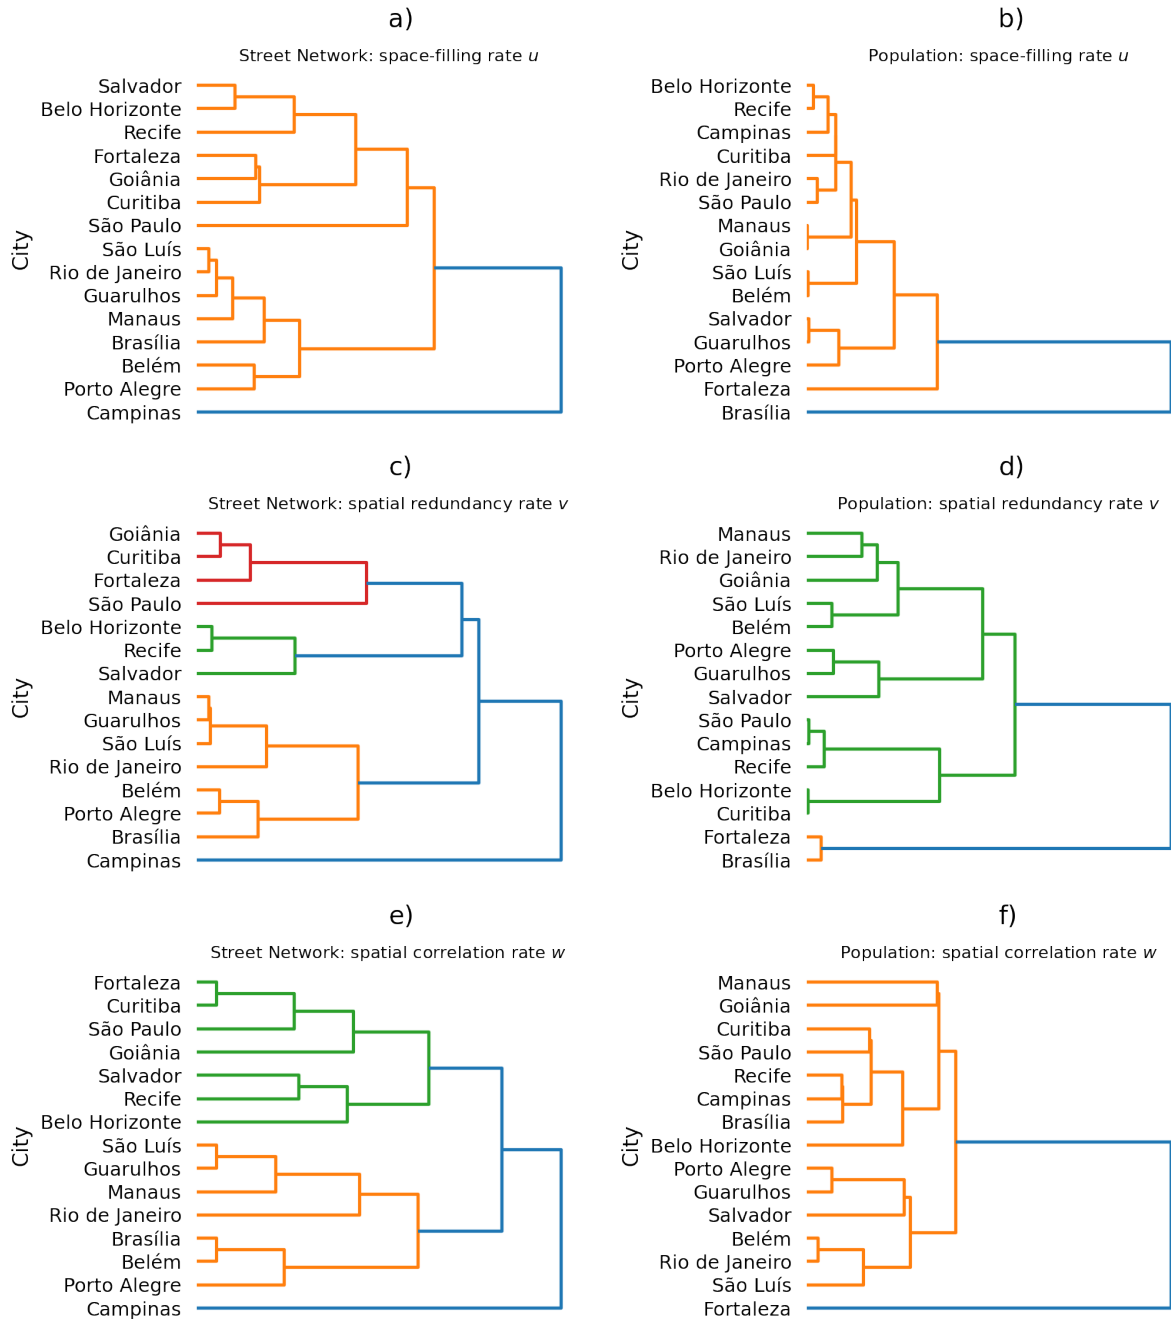 a)
Street Network: space-filling rate u
City
Salvador
Belo Horizonte
Recife
Fortaleza
Goiânia
Curitiba
São Paulo
São Luís
Rio de Janeiro
Guarulhos
Manaus
Brasília
Belém
Porto Alegre
Campinas
b)
Population: space-filling rate u
City
Belo Horizonte
Recife
Campinas
Curitiba
Rio de Janeiro
São Paulo
Manaus
Goiânia
São Luís
Belém
Salvador
Guarulhos
Porto Alegre
Fortaleza
Brasília
c)
Street Network: spatial redundancy rate v
City
Goiânia
Curitiba
Fortaleza
São Paulo
Belo Horizonte
Recife
Salvador
Manaus
Guarulhos
São Luís
Rio de Janeiro
Belém
Porto Alegre
Brasília
Campinas
d)
Population: spatial redundancy rate v
City
Manaus
Rio de Janeiro
Goiânia
São Luís
Belém
Porto Alegre
Guarulhos
Salvador
São Paulo
Campinas
Recife
Belo Horizonte
Curitiba
Fortaleza
Brasília
e)
Street Network: spatial correlation rate w
City
Fortaleza
Curitiba
São Paulo
Goiânia
Salvador
Recife
Belo Horizonte
São Luís
Guarulhos
Manaus
Rio de Janeiro
Brasília
Belém
Porto Alegre
Campinas
f)
Population: spatial correlation rate w
City
Manaus
Goiânia
Curitiba
São Paulo
Recife
Campinas
Brasília
Belo Horizonte
Porto Alegre
Guarulhos
Salvador
Belém
Rio de Janeiro
São Luís
Fortaleza